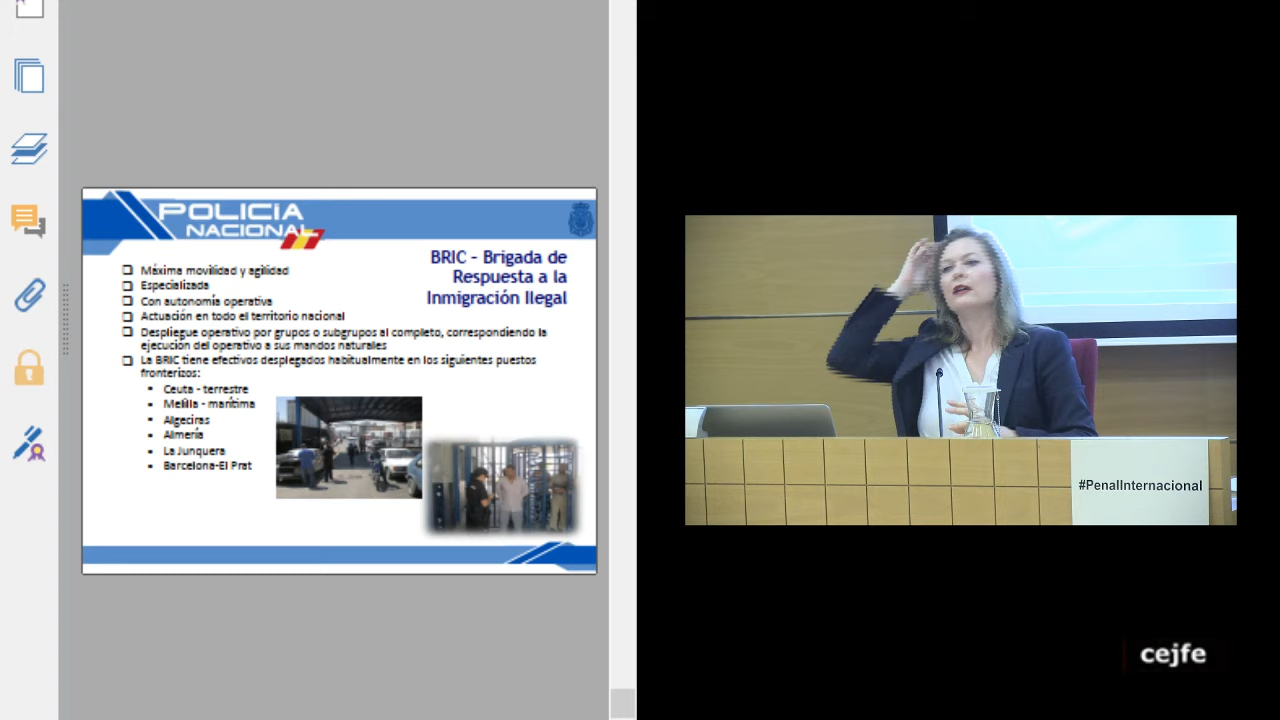 POLICIA
NACIONAL
BRIC - Brigada de
Respuesta a la
Inmigración Ilegal
Máxima movilidad y agilidad
Especializada
Con autonomía operativa
Actuación en todo el territorio nacional
Despliegue operativo por grupos o subgrupos al completo, correspondiendo la
ejecución del operativo a sus mandos naturales
La BRIC tiene efectivos desplegados habitualmente en los siguientes puestos
fronterizos:
Ceuta - terrestre
Melilla - marítima
Algeciras
Almería
La Junquera
Barcelona-El Prat
#PenalInternacional
cejfe